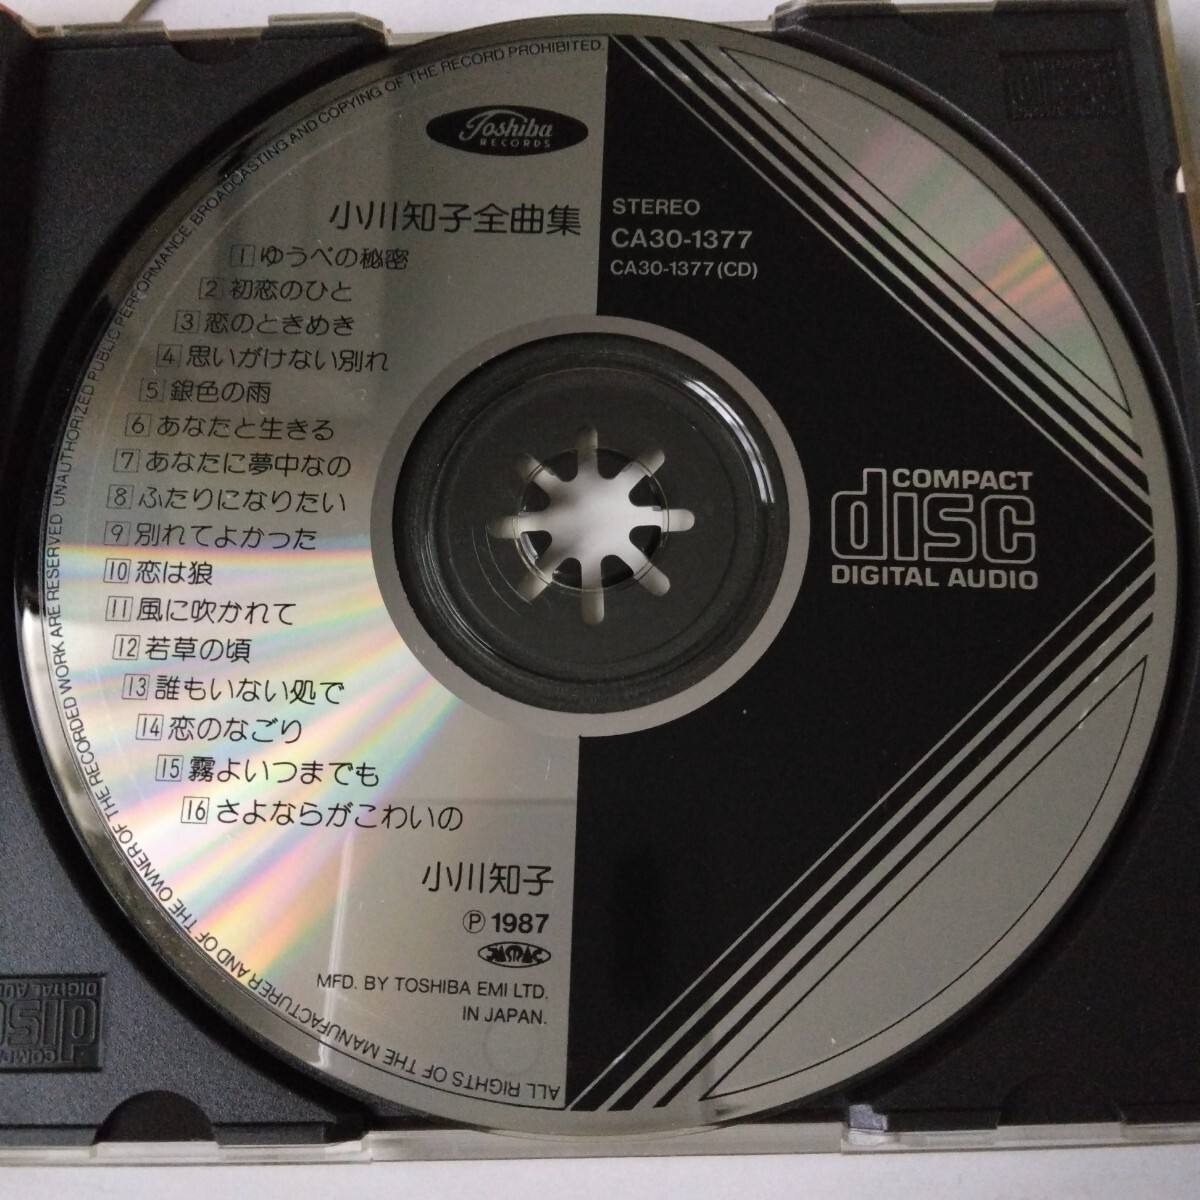 Toshiba
RECORDS
小川知子全曲集
STEREO
CA30-1377
CA30-1377(CD)
1 ゆうべの秘密
2 初恋のひと
3 恋のときめき
4 思いがけない別れ
5 銀色の雨
6 あなたと生きる
7 あなたに夢中なの
8 ふたりになりたい
9 別れてよかった
10 恋は狼
11 風に吹かれて
12 若草の頃
13 誰もいない処で
14 恋のなごり
15 霧よいつまでも
16 さよならがこわいの
小川知子
Ⓟ 1987
JASRAC
MFD. BY TOSHIBA EMI LTD.
IN JAPAN.
COMPACT
disc
DIGITAL AUDIO
ALL RIGHTS OF THE MANUFACTURER AND OF THE OWNER OF THE RECORDED WORK ARE RESERVED UNAUTHORIZED PUBLIC PERFORMANCE BROADCASTING AND COPYING OF THE RECORD PROHIBITED.